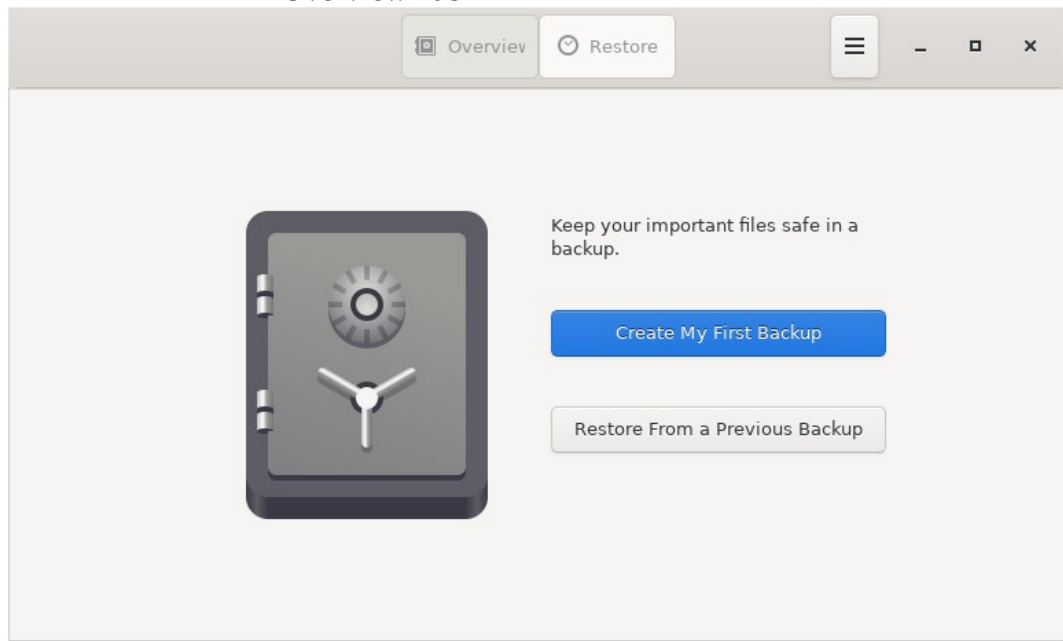 Overview
Restore
Keep your important files safe in a
backup.
Create My First Backup
Restore From a Previous Backup